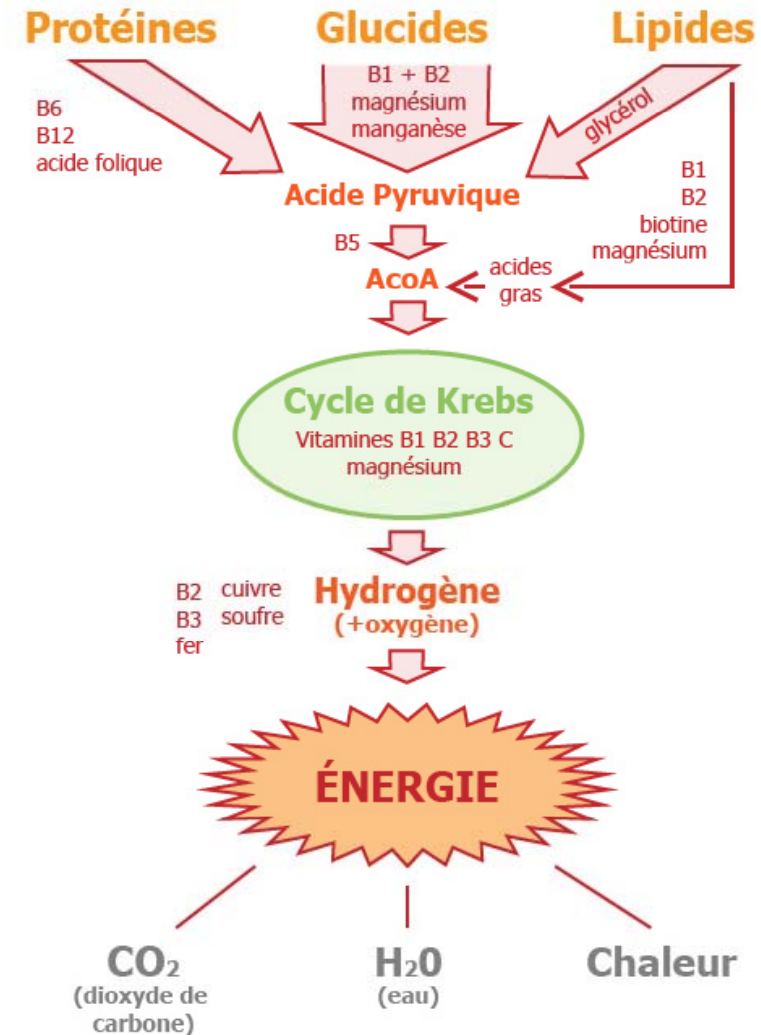 Protéines
Glucides
Lipides
B6
B12
acide folique
B1 + B2
magnésium
manganèse
glycérol
B1
B2
biotine
magnésium
Acide Pyruvique
B5
AcoA
acides
gras
Cycle de Krebs
Vitamines B1 B2 B3 C
magnésium
B2 cuivre
B3 soufre
fer
Hydrogène
(+oxygène)
ÉNERGIE
CO₂
(dioxyde de
carbone)
H₂0
(eau)
Chaleur